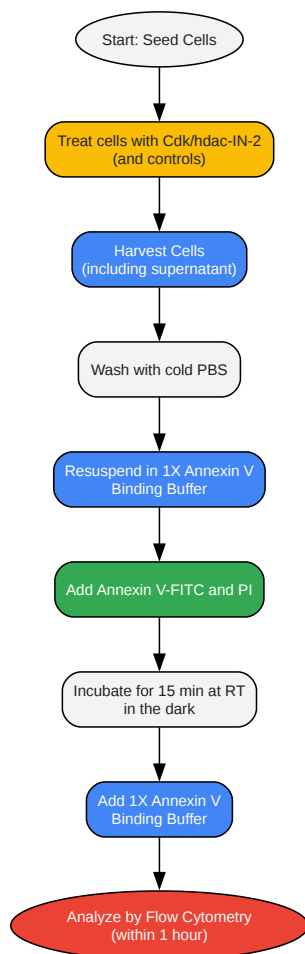 Start: Seed Cells
Treat cells with Cdk/hdac-IN-2
(and controls)
Harvest Cells
(including supernatant)
Wash with cold PBS
Resuspend in 1X Annexin V
Binding Buffer
Add Annexin V-FITC and PI
Incubate for 15 min at RT
in the dark
Add 1X Annexin V
Binding Buffer
Analyze by Flow Cytometry
(within 1 hour)